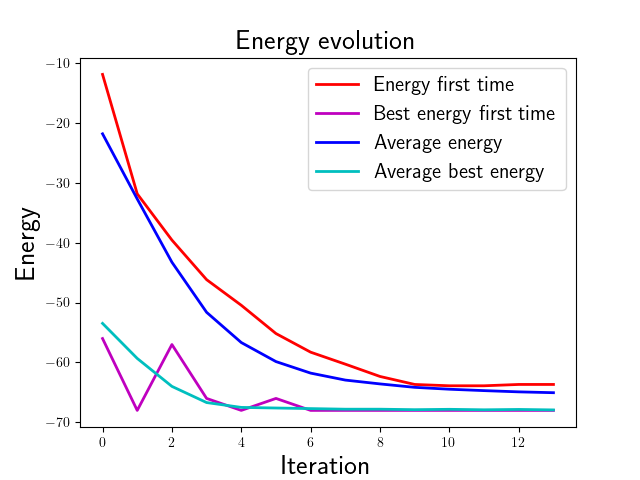 Energy evolution
Energy first time
Best energy first time
Average energy
Average best energy
Energy
−10
−20
−30
−40
−50
−60
−70
0 2 4 6 8 10 12
Iteration